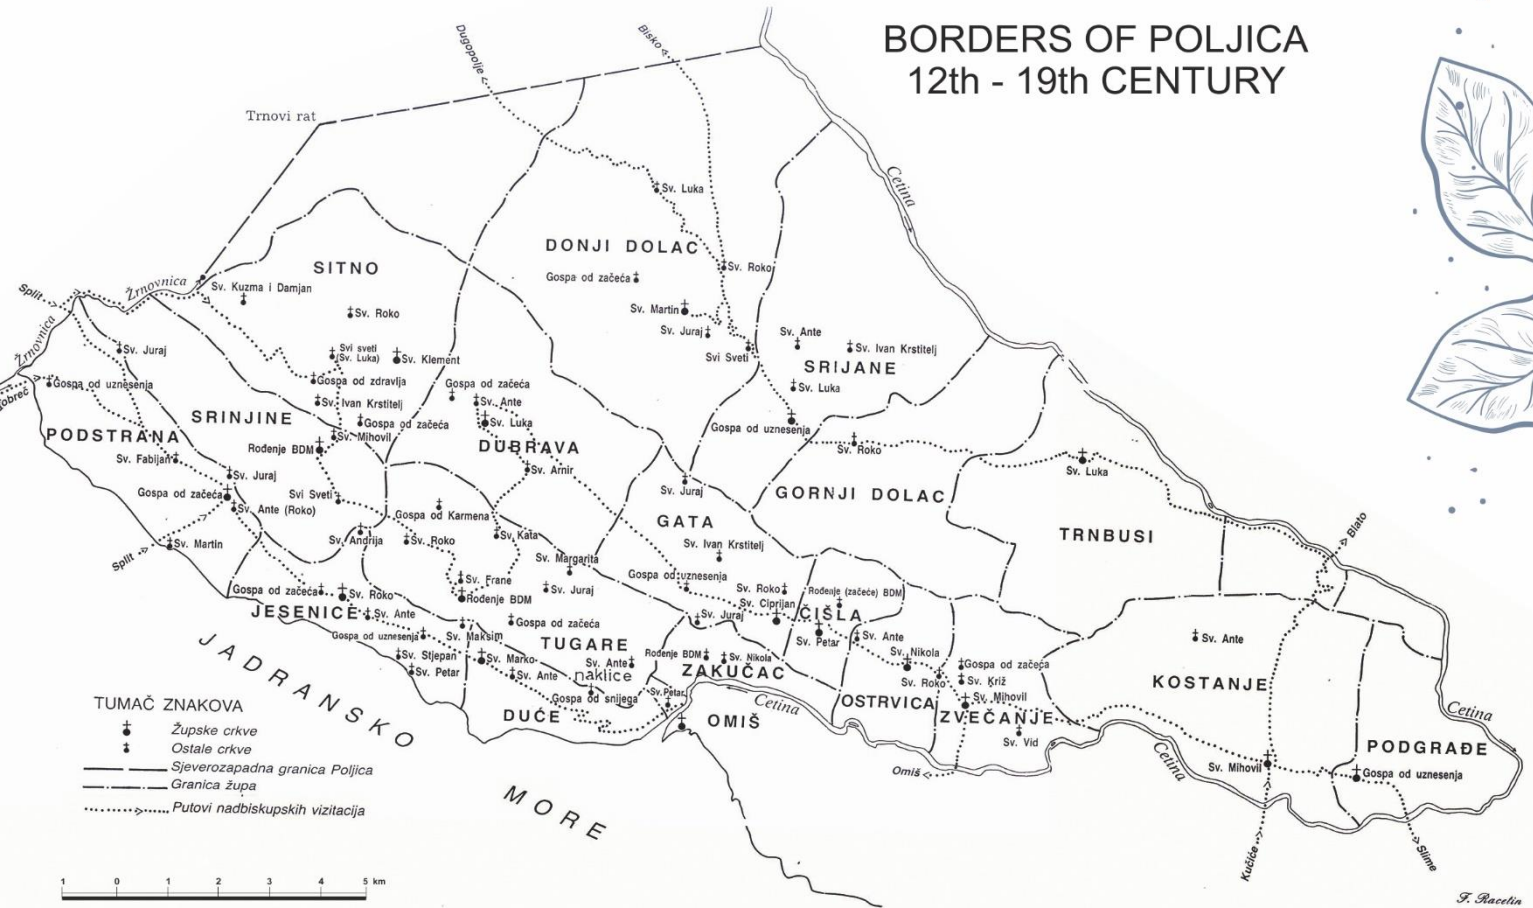 BORDERS OF POLJICA
12th - 19th CENTURY
Dugopolje
Bisko
Trnovi rat
Cetina
Sv. Luka
DONJI DOLAC
SITNO
Sv. Roko
Gospa od začeća
Žrnovnica
Split
Sv. Kuzma i Damjan
Sv. Martin
Sv. Roko
Sv. Juraj
Sv. Ante
Žrnovnica
Sv. Juraj
Svi sveti
(Sv. Luka)
Sv. Klement
Svi Sveti
Sv. Ivan Krstitelj
SRIJANE
Gospa od uznesenja
Gospa od zdravlja
Gospa od začeća
Sv. Luka
Sv. Ivan Krstitelj
Sv. Ante
SRINJINE
Gospa od začeća
Sv. Luka
Gospa od uznesenja
PODSTRANA
Sv. Mihovil
Rođenje BDM
DUBRAVA
Sv. Roko
Sv. Fabijan
Sv. Juraj
Sv. Arnir
Sv. Luka
Gospa od začeća
Svi Sveti
Sv. Juraj
GORNJI DOLAC
Sv. Ante (Roko)
Gospa od Karmena
GATA
Sv. Martin
Sv. Andrija
Sv. Roko
Sv. Kata
Sv. Ivan Krstitelj
TRNBUSI
Blato
Split
Sv. Margarita
Sv. Frane
Sv. Juraj
Gospa od uznesenja
Sv. Roko
Rođenje (začeće) BDM
Gospa od začeća
Sv. Roko
Rođenje BDM
Sv. Ciprijan
ČIŠLA
JESENICE
Sv. Ante
Gospa od začeća
Sv. Juraj
Sv. Petar
Sv. Ante
Sv. Ante
Gospa od uznesenja
Sv. Maksim
TUGARE
Sv. Stjepan
Sv. Marko
Sv. Ante
Rođenje BDM
Sv. Nikola
Sv. Nikola
Gospa od začeća
Sv. Petar
Sv. Ante
naklice
ZAKUČAC
Sv. Roko
Sv. Križ
KOSTANJE
Gospa od snijega
Sv. Petar
Cetina
OSTRVICA
Sv. Mihovil
DUĆE
OMIŠ
ZVEČANJE
Cetina
JADRANSKO
MORE
Sv. Vid
Cetina
PODGRAĐE
Omiš
Sv. Mihovil
Gospa od uznesenja
Kučiće
Slime
TUMAČ ZNAKOVA
Župske crkve
Ostale crkve
Sjeverozapadna granica Poljica
Granica župa
Putovi nadbiskupskih vizitacija
1 0 1 2 3 4 5 km
F. Racetin